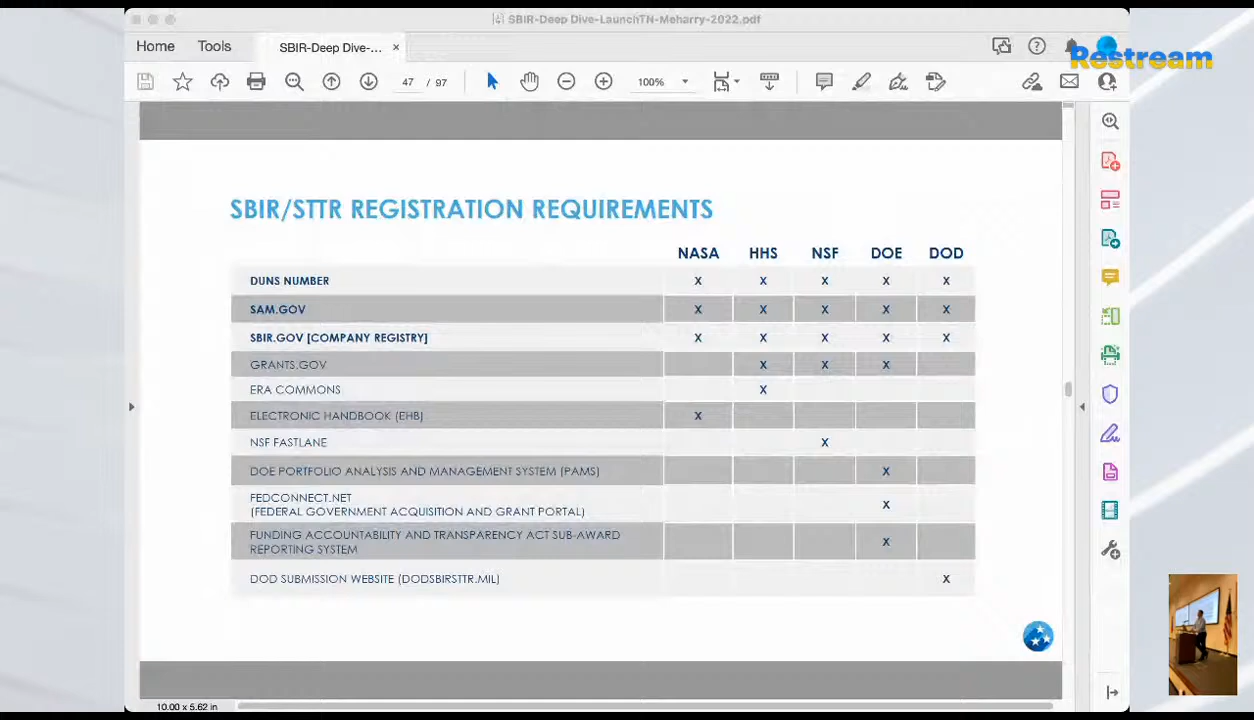 SBIR-Deep Dive-LaunchTN-Meharry-2022.pdf
Home Tools SBIR-Deep Dive-... ×
Restream
47 / 97 100%
SBIR/STTR REGISTRATION REQUIREMENTS
NASA HHS NSF DOE DOD
DUNS NUMBER X X X X X
SAM.GOV X X X X X
SBIR.GOV [COMPANY REGISTRY] X X X X X
GRANTS.GOV X X X
ERA COMMONS X
ELECTRONIC HANDBOOK (EHB) X
NSF FASTLANE X
DOE PORTFOLIO ANALYSIS AND MANAGEMENT SYSTEM (PAMS) X
FEDCONNECT.NET
(FEDERAL GOVERNMENT ACQUISITION AND GRANT PORTAL) X
FUNDING ACCOUNTABILITY AND TRANSPARENCY ACT SUB-AWARD
REPORTING SYSTEM X
DOD SUBMISSION WEBSITE (DODSBIRSTTR.MIL) X
10.00 x 5.62 in